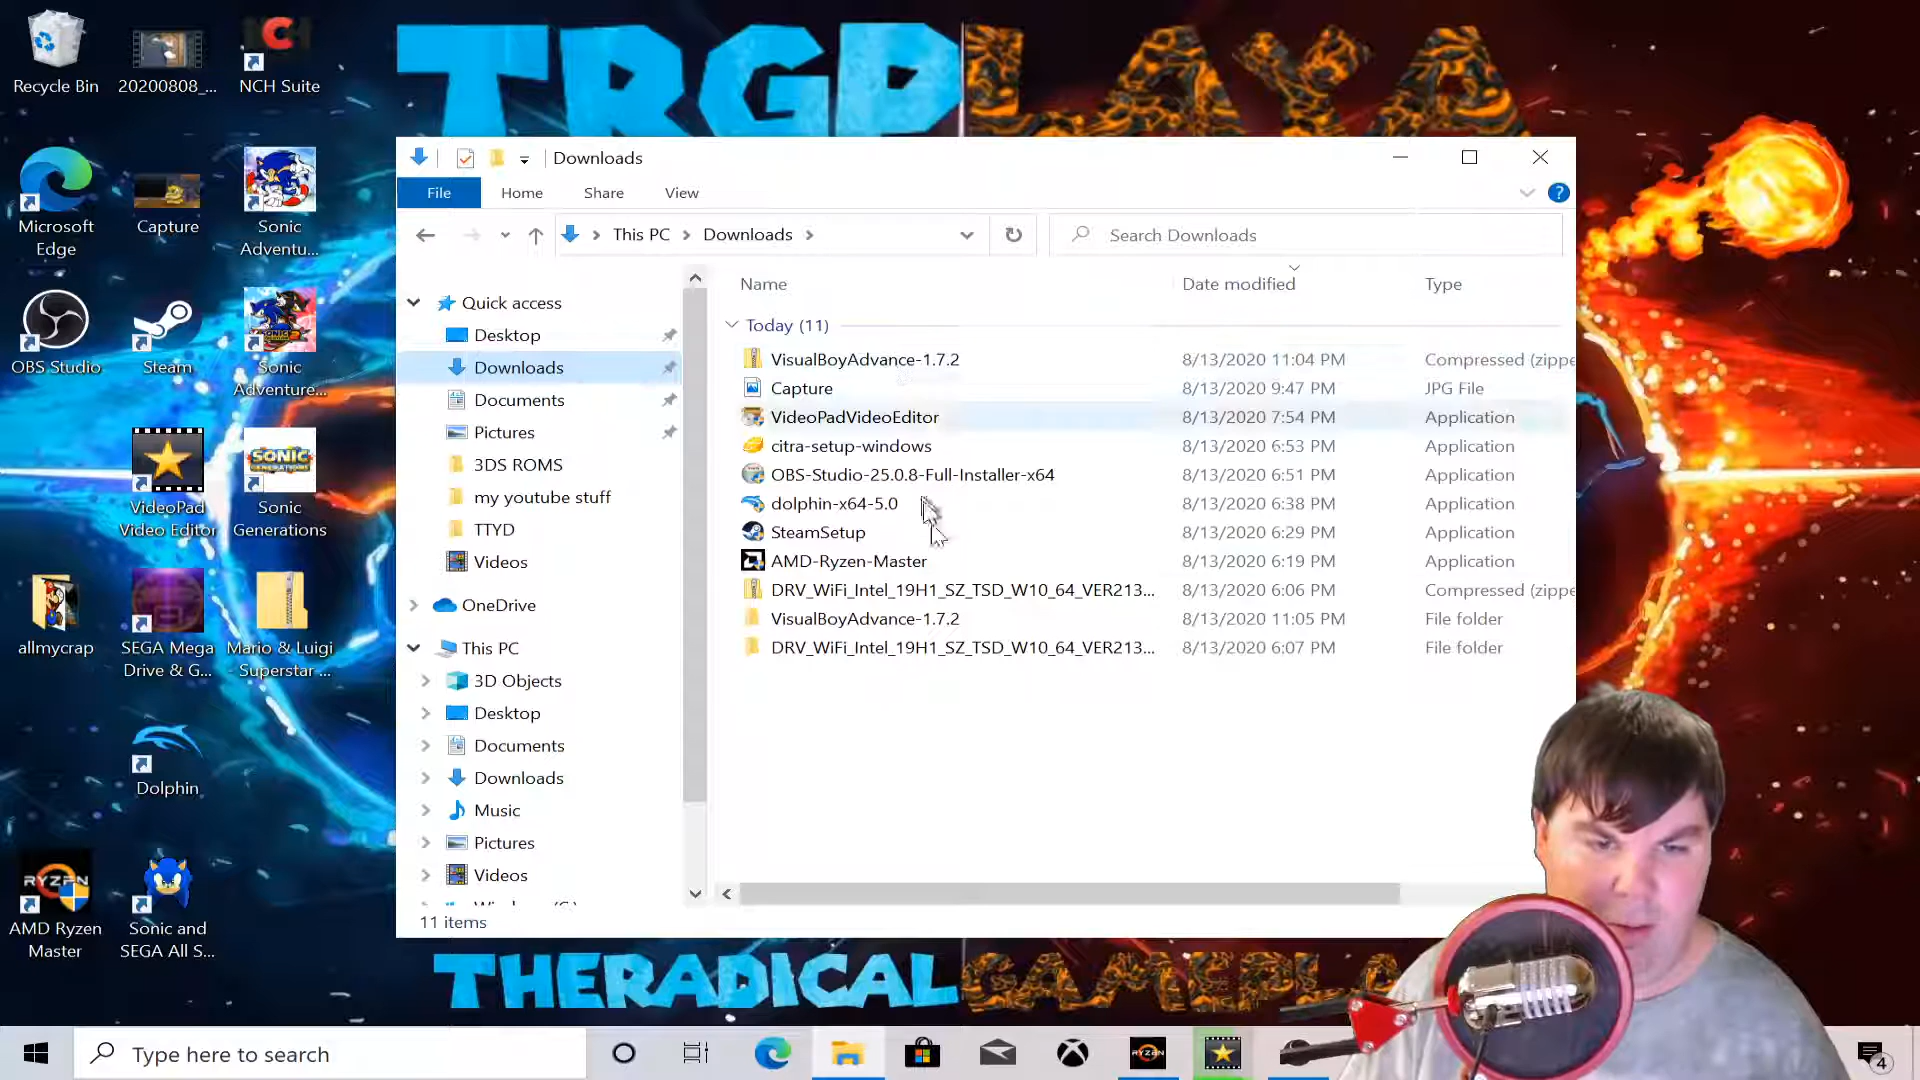 TRGPLAYA
Recycle Bin
20200808_...
NCH Suite
Microsoft
Edge
Capture
Sonic
Adventu...
OBS Studio
Steam
Sonic
Adventure...
VideoPad
Video Editor
SONIC
GENERATIONS
Sonic
Generations
allmycrap
SEGA Mega
Drive & G...
Mario & Luigi
- Superstar ...
Dolphin
RYZEN
AMD Ryzen
Master
Sonic and
SEGA All S...
Downloads
File
Home
Share
View
This PC
Downloads
Search Downloads
Quick access
Desktop
Downloads
Documents
Pictures
3DS ROMS
my youtube stuff
TTYD
Videos
OneDrive
This PC
3D Objects
Desktop
Documents
Downloads
Music
Pictures
Videos
Name
Date modified
Type
Today (11)
VisualBoyAdvance-1.7.2 8/13/2020 11:04 PM Compressed (zippe
Capture 8/13/2020 9:47 PM JPG File
VideoPadVideoEditor 8/13/2020 7:54 PM Application
citra-setup-windows 8/13/2020 6:53 PM Application
OBS-Studio-25.0.8-Full-Installer-x64 8/13/2020 6:51 PM Application
dolphin-x64-5.0 8/13/2020 6:38 PM Application
SteamSetup 8/13/2020 6:29 PM Application
AMD-Ryzen-Master 8/13/2020 6:19 PM Application
DRV_WiFi_Intel_19H1_SZ_TSD_W10_64_VER213... 8/13/2020 6:06 PM Compressed (zippe
VisualBoyAdvance-1.7.2 8/13/2020 11:05 PM File folder
DRV_WiFi_Intel_19H1_SZ_TSD_W10_64_VER213... 8/13/2020 6:07 PM File folder
11 items
THERADICALGAMEPLA
Type here to search
RYZEN
4